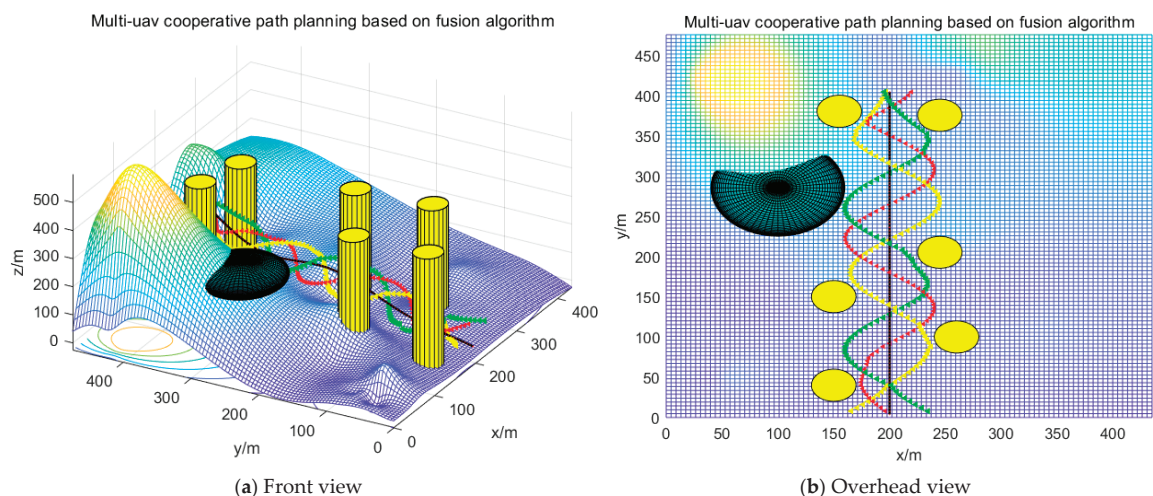 Multi-uav cooperative path planning based on fusion algorithm
500
400
300
200
100
0
z/m
400
300
200
100
0
y/m
0
100
200
300
400
x/m
(a) Front view
Multi-uav cooperative path planning based on fusion algorithm
450
400
350
300
250
200
150
100
50
0
y/m
0 50 100 150 200 250 300 350 400
x/m
(b) Overhead view